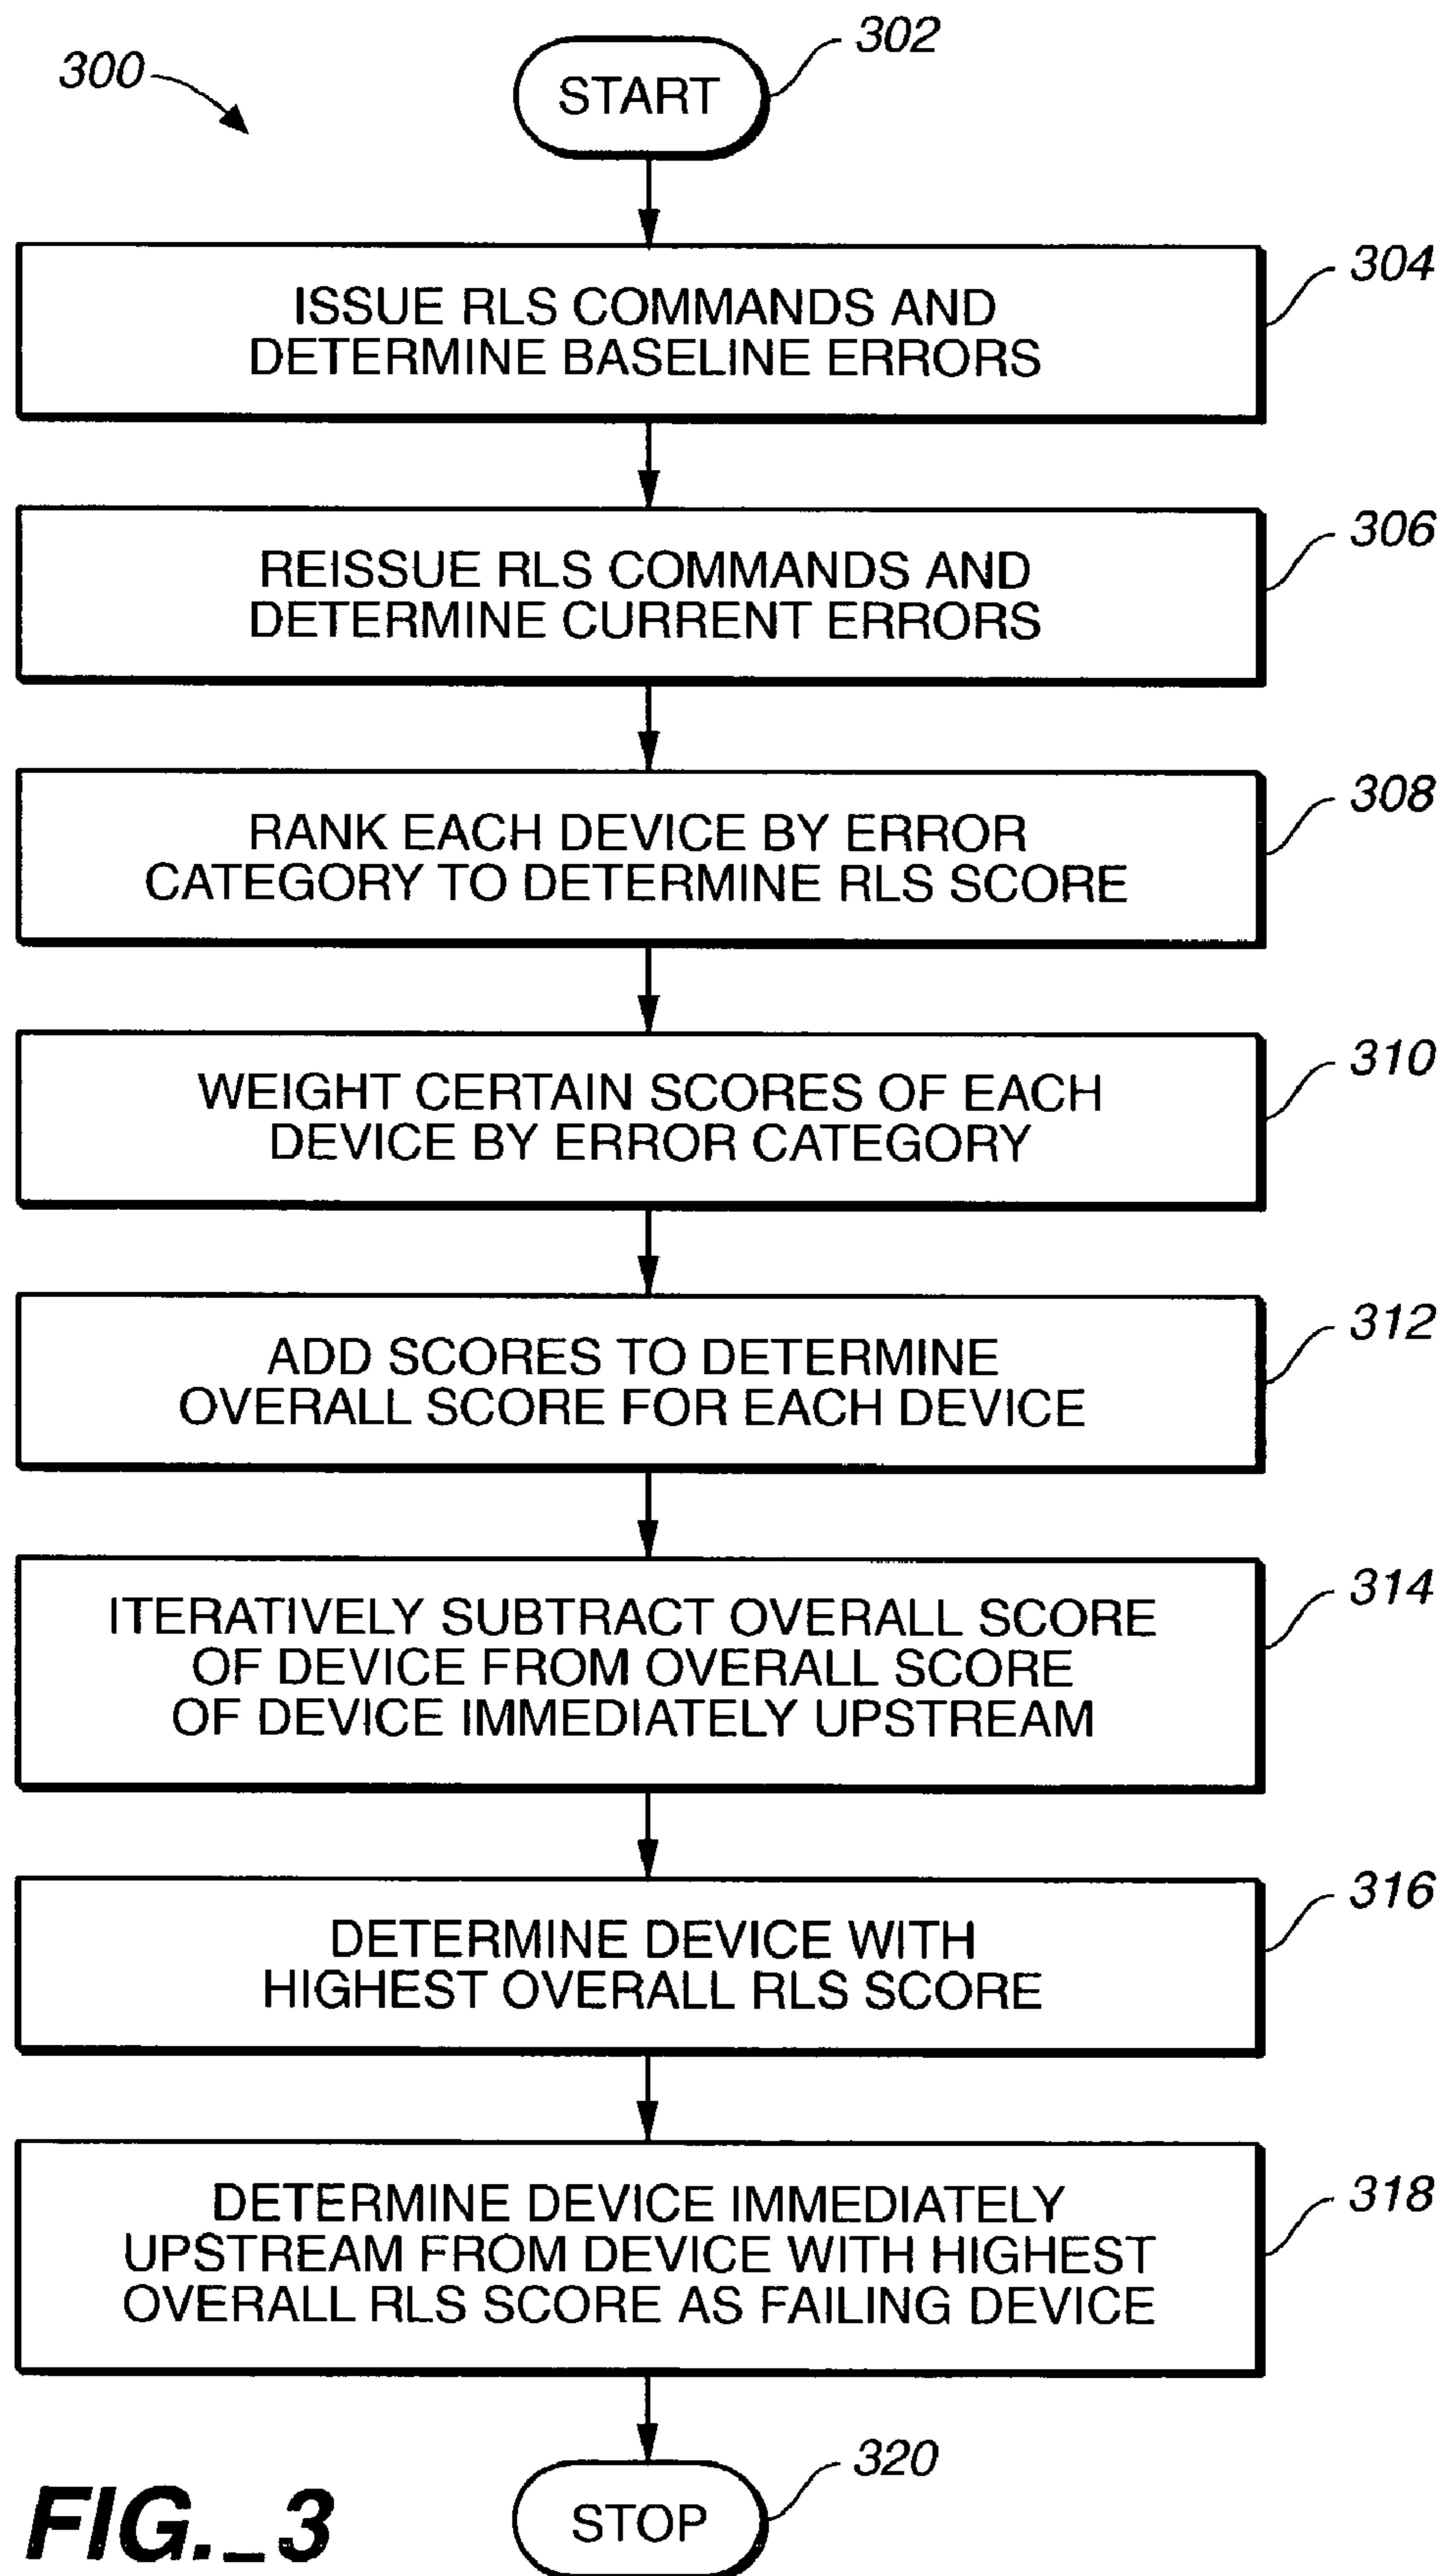 300
START
302
ISSUE RLS COMMANDS AND
DETERMINE BASELINE ERRORS
304
REISSUE RLS COMMANDS AND
DETERMINE CURRENT ERRORS
306
RANK EACH DEVICE BY ERROR
CATEGORY TO DETERMINE RLS SCORE
308
WEIGHT CERTAIN SCORES OF EACH
DEVICE BY ERROR CATEGORY
310
ADD SCORES TO DETERMINE
OVERALL SCORE FOR EACH DEVICE
312
ITERATIVELY SUBTRACT OVERALL SCORE
OF DEVICE FROM OVERALL SCORE
OF DEVICE IMMEDIATELY UPSTREAM
314
DETERMINE DEVICE WITH
HIGHEST OVERALL RLS SCORE
316
DETERMINE DEVICE IMMEDIATELY
UPSTREAM FROM DEVICE WITH HIGHEST
OVERALL RLS SCORE AS FAILING DEVICE
318
STOP
320
FIG._3